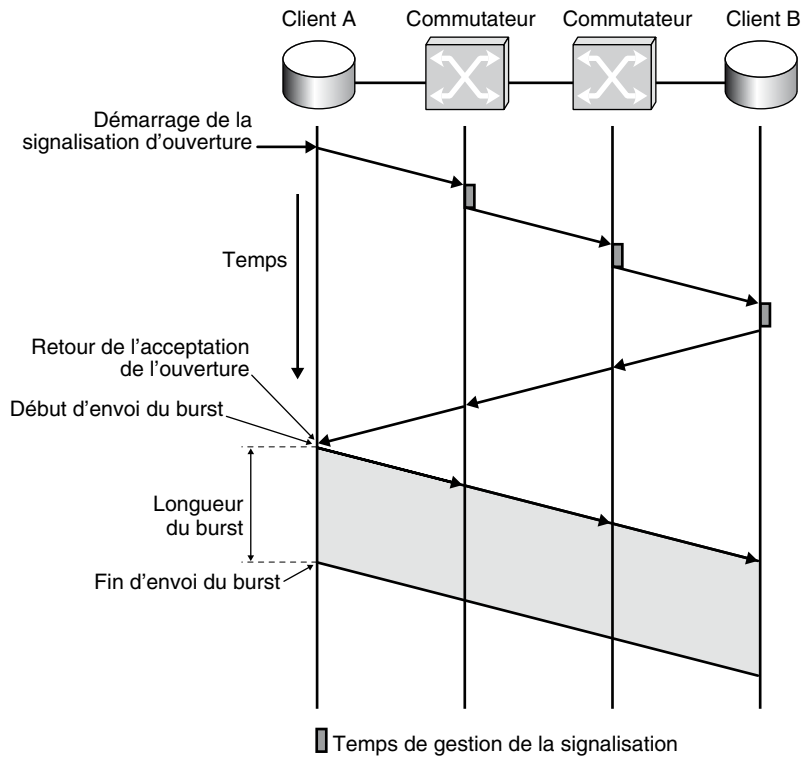 Client A
Commutateur
Commutateur
Client B
Démarrage de la
signalisation d’ouverture
Temps
Retour de l’acceptation
de l’ouverture
Début d’envoi du burst
Longueur
du burst
Fin d’envoi du burst
Temps de gestion de la signalisation